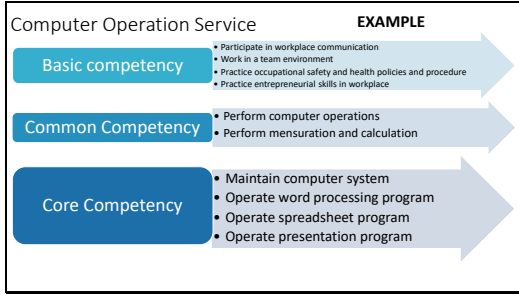 Computer Operation Service
EXAMPLE
Basic competency
• Participate in workplace communication
• Work in a team environment
• Practice occupational safety and health policies and procedure
• Practice entrepreneurial skills in workplace
Common Competency
• Perform computer operations
• Perform mensuration and calculation
Core Competency
• Maintain computer system
• Operate word processing program
• Operate spreadsheet program
• Operate presentation program